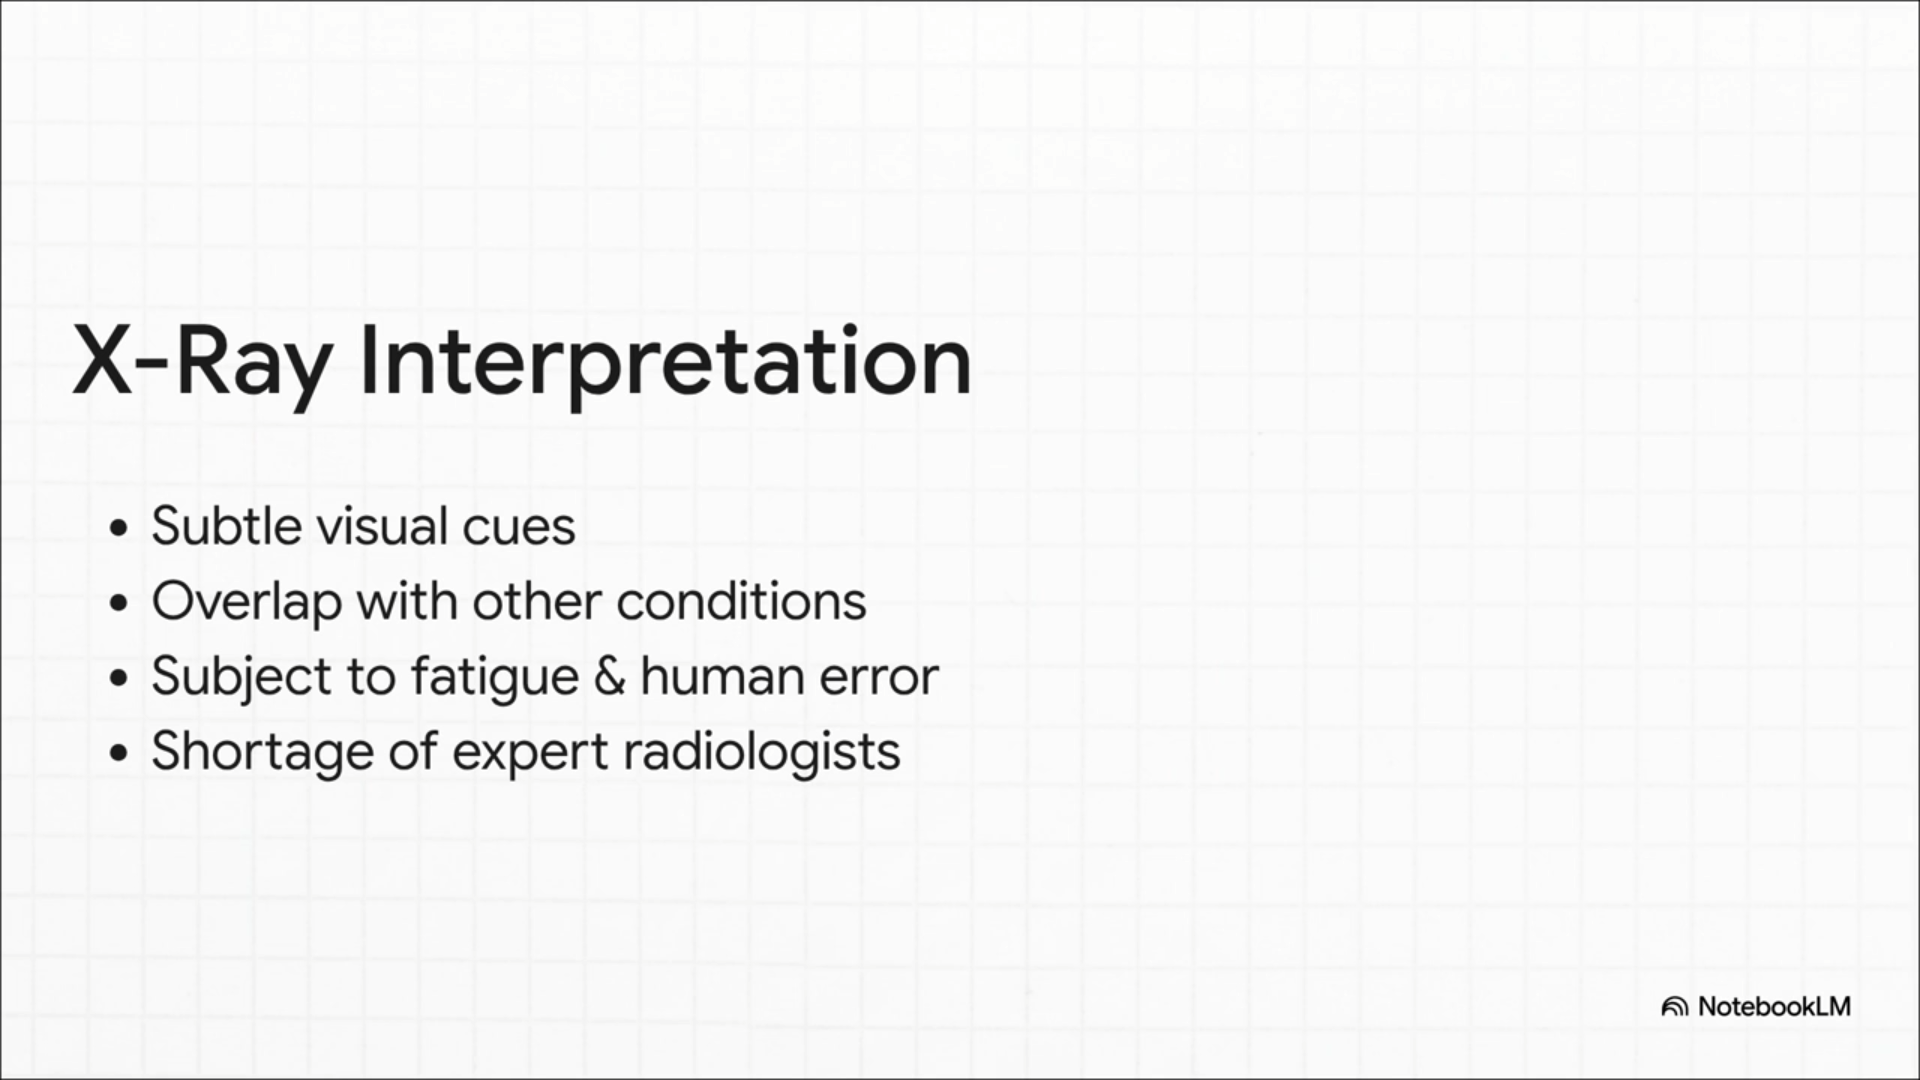 X-Ray Interpretation
• Subtle visual cues
• Overlap with other conditions
• Subject to fatigue & human error
• Shortage of expert radiologists
NotebookLM